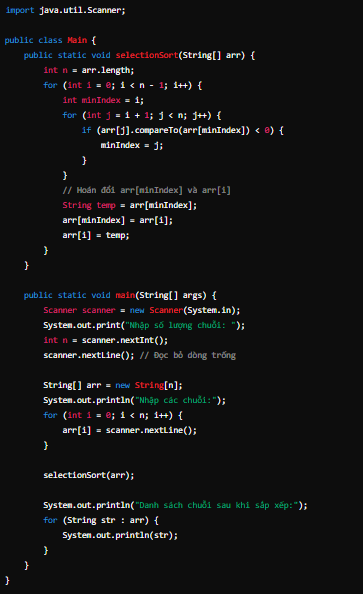 import java.util.Scanner;
public class Main {
    public static void selectionSort(String[] arr) {
        int n = arr.length;
        for (int i = 0; i < n - 1; i++) {
            int minIndex = i;
            for (int j = i + 1; j < n; j++) {
                if (arr[j].compareTo(arr[minIndex]) < 0) {
                    minIndex = j;
                }
            }
            // Hoán đổi arr[minIndex] và arr[i]
            String temp = arr[minIndex];
            arr[minIndex] = arr[i];
            arr[i] = temp;
        }
    }
    public static void main(String[] args) {
        Scanner scanner = new Scanner(System.in);
        System.out.print("Nhập số lượng chuỗi: ");
        int n = scanner.nextInt();
        scanner.nextLine(); // Đọc bỏ dòng trống
        String[] arr = new String[n];
        System.out.println("Nhập các chuỗi:");
        for (int i = 0; i < n; i++) {
            arr[i] = scanner.nextLine();
        }
        selectionSort(arr);
        System.out.println("Danh sách chuỗi sau khi sắp xếp:");
        for (String str : arr) {
            System.out.println(str);
        }
    }
}